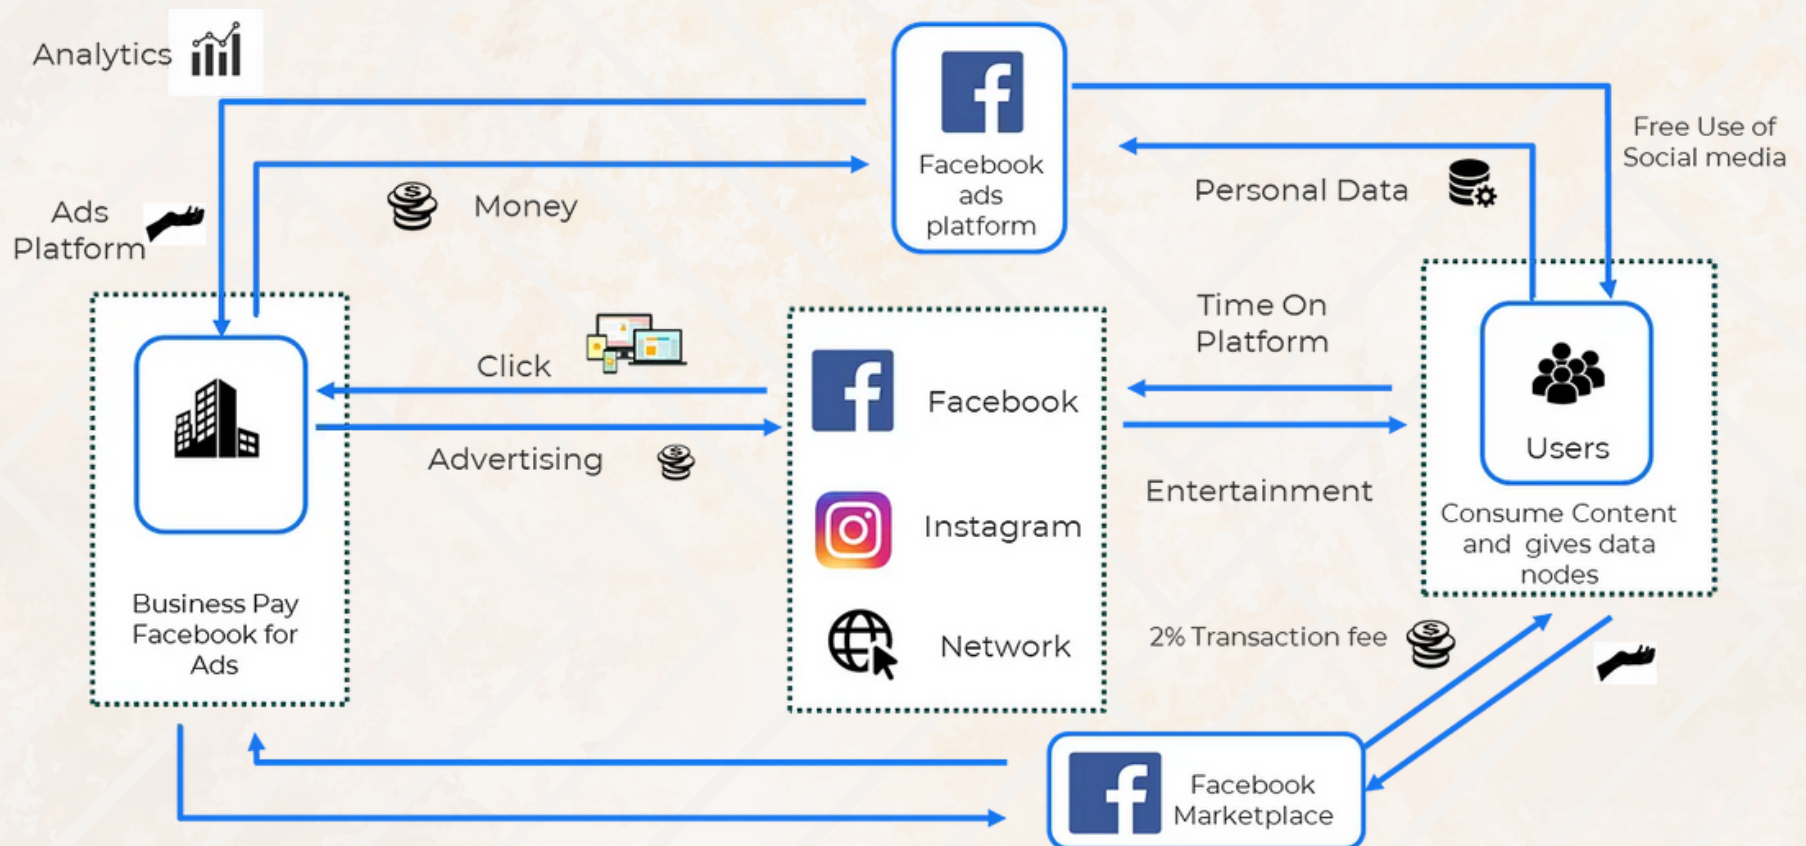 Analytics
Facebook
ads
platform
Free Use of
Social media
Personal Data
Ads
Platform
Money
Time On
Platform
Click
Facebook
Advertising
Users
Entertainment
Instagram
Consume Content
and gives data
nodes
Business Pay
Facebook for
Ads
Network
2% Transaction fee
Facebook
Marketplace